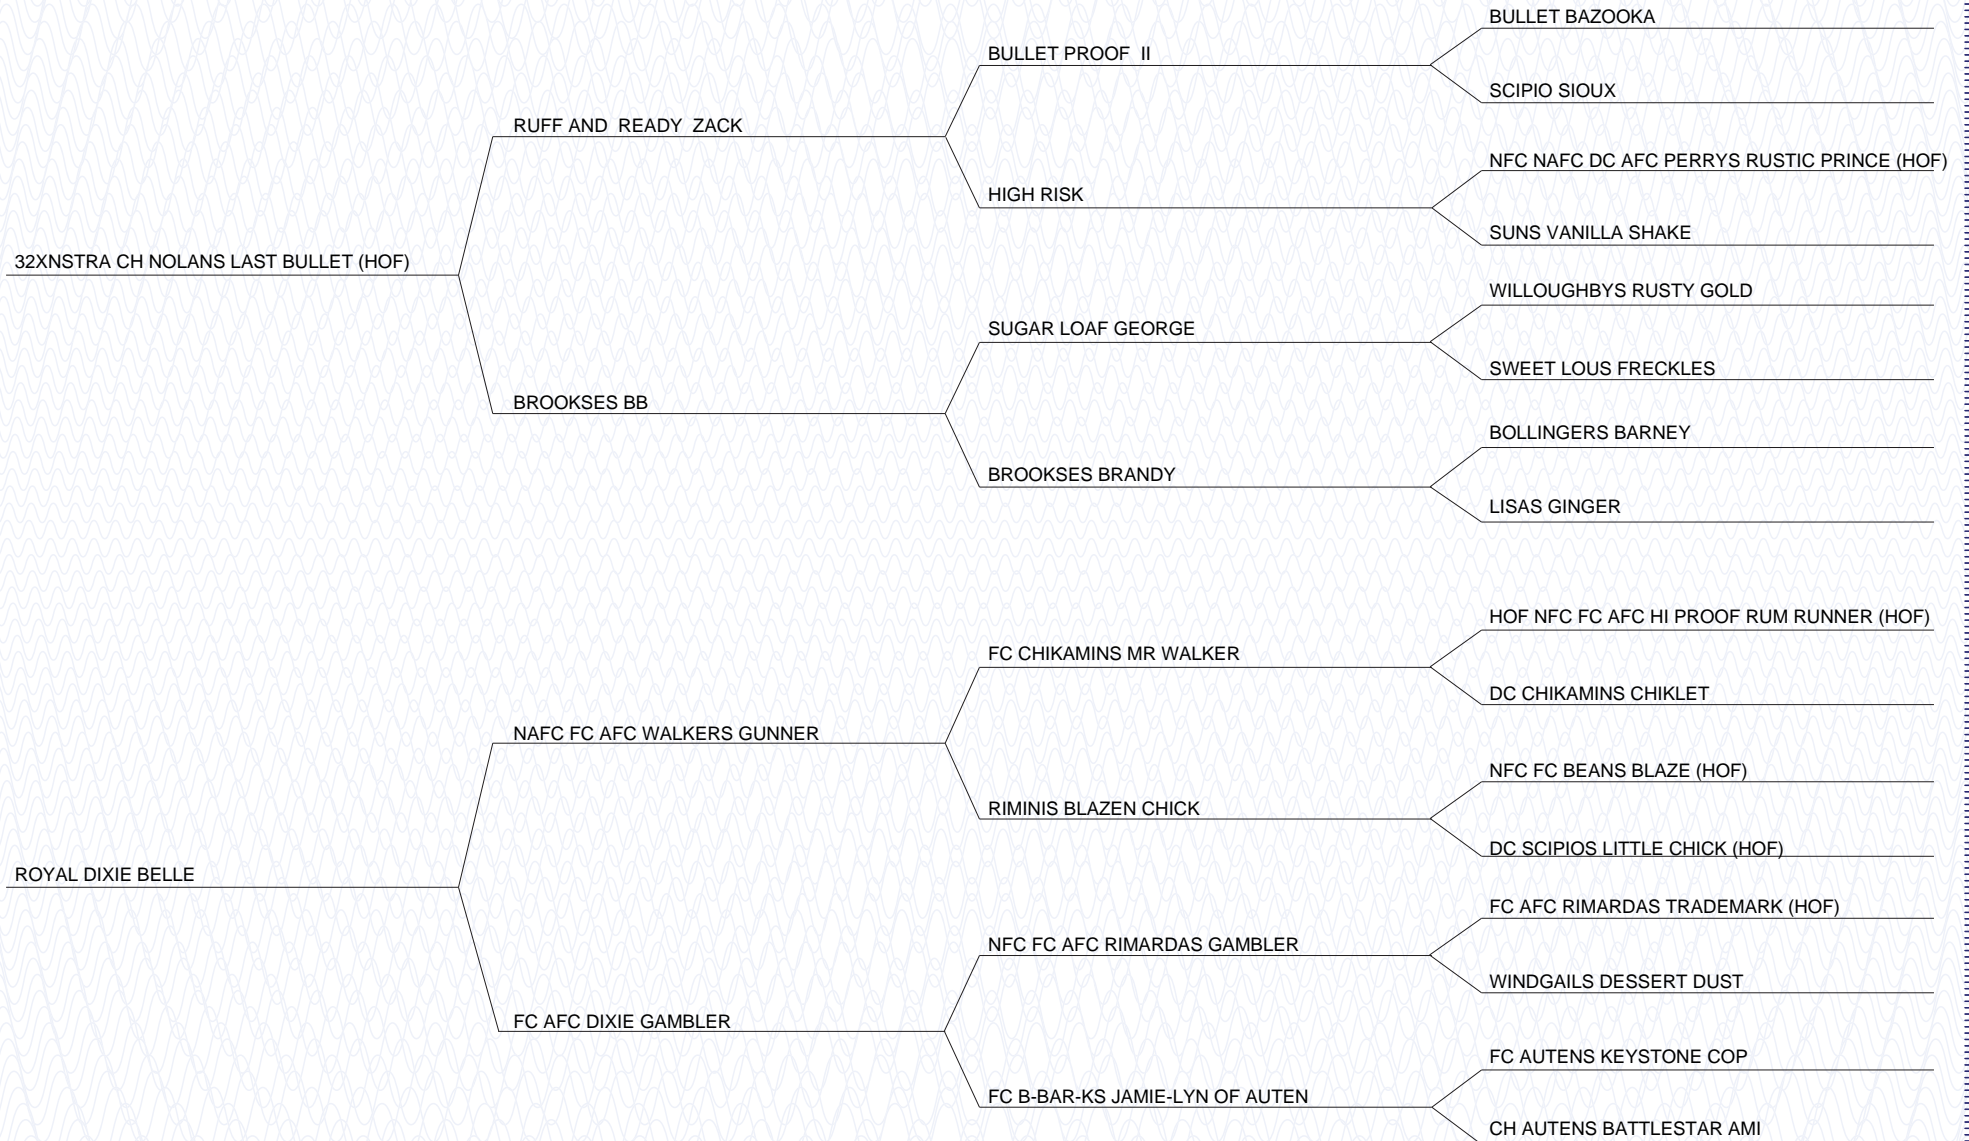 BULLET BAZOOKA
BULLET PROOF  II
SCIPIO SIOUX
RUFF AND  READY  ZACK
NFC NAFC DC AFC PERRYS RUSTIC PRINCE (HOF)
HIGH RISK
SUNS VANILLA SHAKE
32XNSTRA CH NOLANS LAST BULLET (HOF)
WILLOUGHBYS RUSTY GOLD
SUGAR LOAF GEORGE
SWEET LOUS FRECKLES
BROOKSES BB
BOLLINGERS BARNEY
BROOKSES BRANDY
LISAS GINGER
HOF NFC FC AFC HI PROOF RUM RUNNER (HOF)
FC CHIKAMINS MR WALKER
DC CHIKAMINS CHIKLET
NAFC FC AFC WALKERS GUNNER
NFC FC BEANS BLAZE (HOF)
RIMINIS BLAZEN CHICK
DC SCIPIOS LITTLE CHICK (HOF)
ROYAL DIXIE BELLE
FC AFC RIMARDAS TRADEMARK (HOF)
NFC FC AFC RIMARDAS GAMBLER
WINDGAILS DESSERT DUST
FC AFC DIXIE GAMBLER
FC AUTENS KEYSTONE COP
FC B-BAR-KS JAMIE-LYN OF AUTEN
CH AUTENS BATTLESTAR AMI